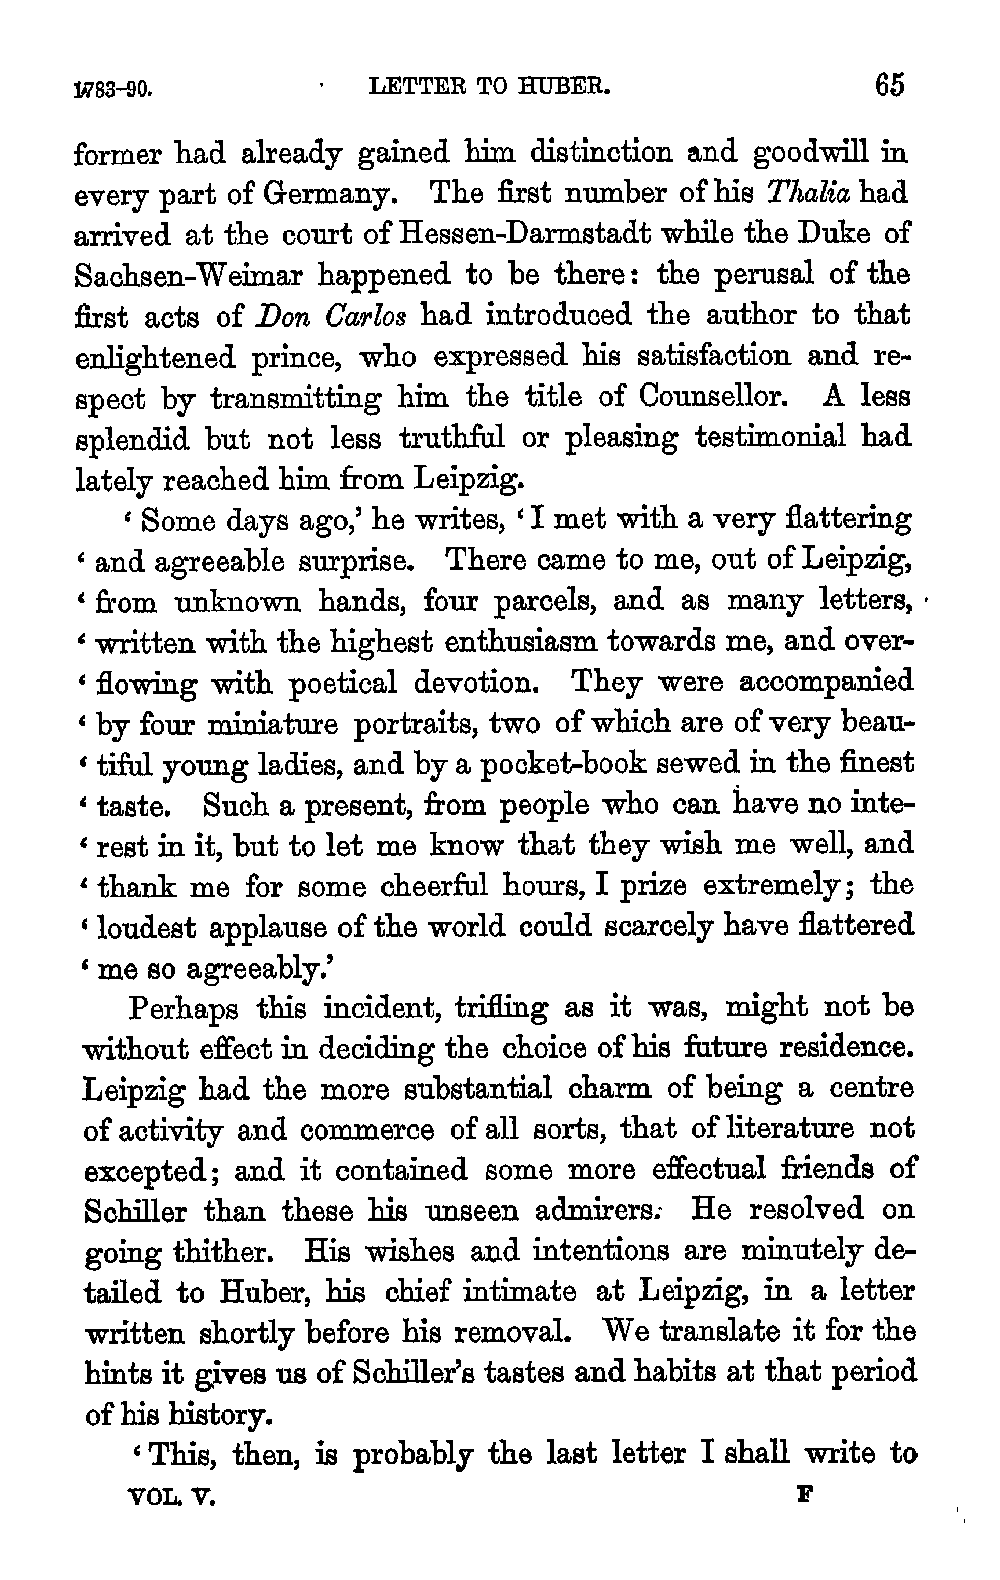 1783–90. LETTER TO HUBER. 65
former had already gained him distinction and goodwill in
every part of Germany. The first number of his Thalia had
arrived at the court of Hessen-Darmstadt while the Duke of
Sachsen-Weimar happened to be there: the perusal of the
first acts of Don Carlos had introduced the author to that
enlightened prince, who expressed his satisfaction and re-
spect by transmitting him the title of Counsellor. A less
splendid but not less truthful or pleasing testimonial had
lately reached him from Leipzig.
‘ Some days ago,’ he writes, ‘ I met with a very flattering
‘ and agreeable surprise. There came to me, out of Leipzig,
‘ from unknown hands, four parcels, and as many letters,
‘ written with the highest enthusiasm towards me, and over-
‘ flowing with poetical devotion. They were accompanied
‘ by four miniature portraits, two of which are of very beau-
‘ tiful young ladies, and by a pocket-book sewed in the finest
‘ taste. Such a present, from people who can have no inte-
‘ rest in it, but to let me know that they wish me well, and
‘ thank me for some cheerful hours, I prize extremely; the
‘ loudest applause of the world could scarcely have flattered
‘ me so agreeably.’
Perhaps this incident, trifling as it was, might not be
without effect in deciding the choice of his future residence.
Leipzig had the more substantial charm of being a centre
of activity and commerce of all sorts, that of literature not
excepted; and it contained some more effectual friends of
Schiller than these his unseen admirers. He resolved on
going thither. His wishes and intentions are minutely de-
tailed to Huber, his chief intimate at Leipzig, in a letter
written shortly before his removal. We translate it for the
hints it gives us of Schiller’s tastes and habits at that period
of his history.
‘ This, then, is probably the last letter I shall write to
VOL. V. F